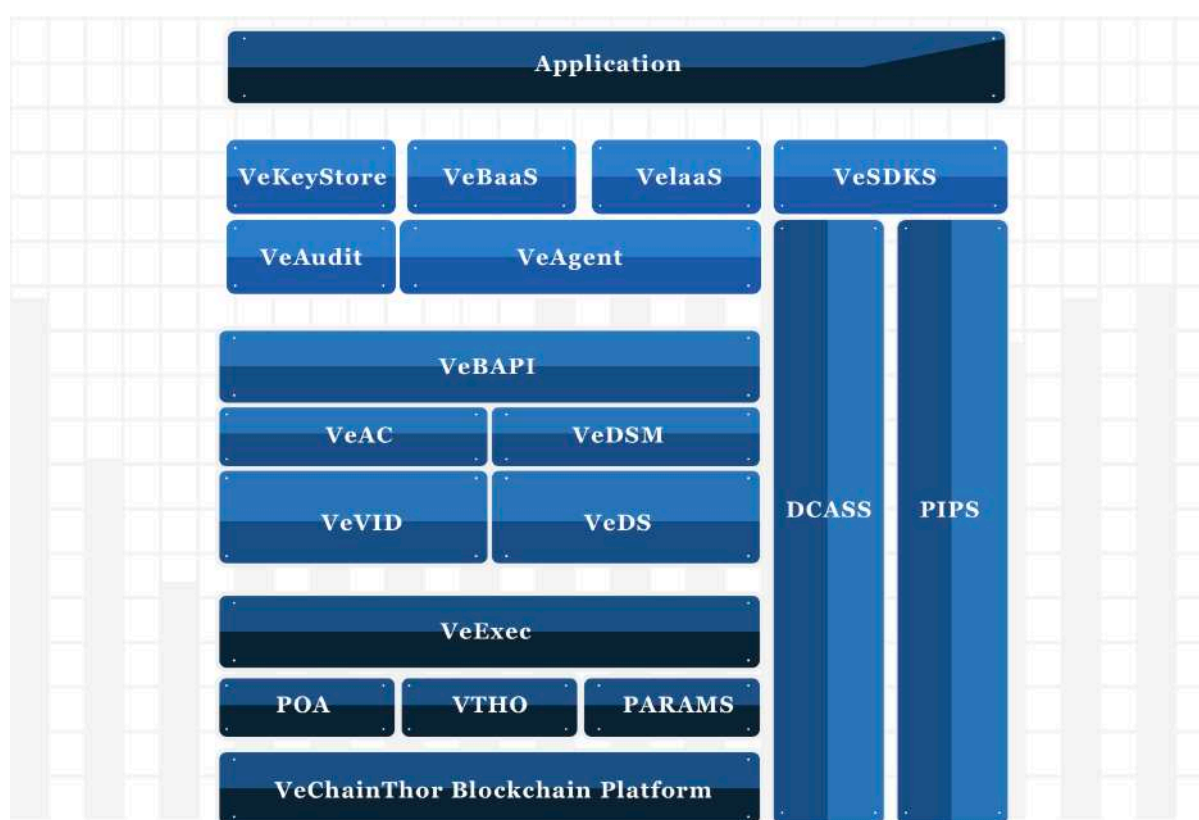 Application
VeKeyStore
VeBaaS
VelaaS
VeSDKS
VeAudit
VeAgent
VeBAPI
VeAC
VeDSM
VeVID
VeDS
DCASS
PIPS
VeExec
POA
VTHO
PARAMS
VeChainThor Blockchain Platform